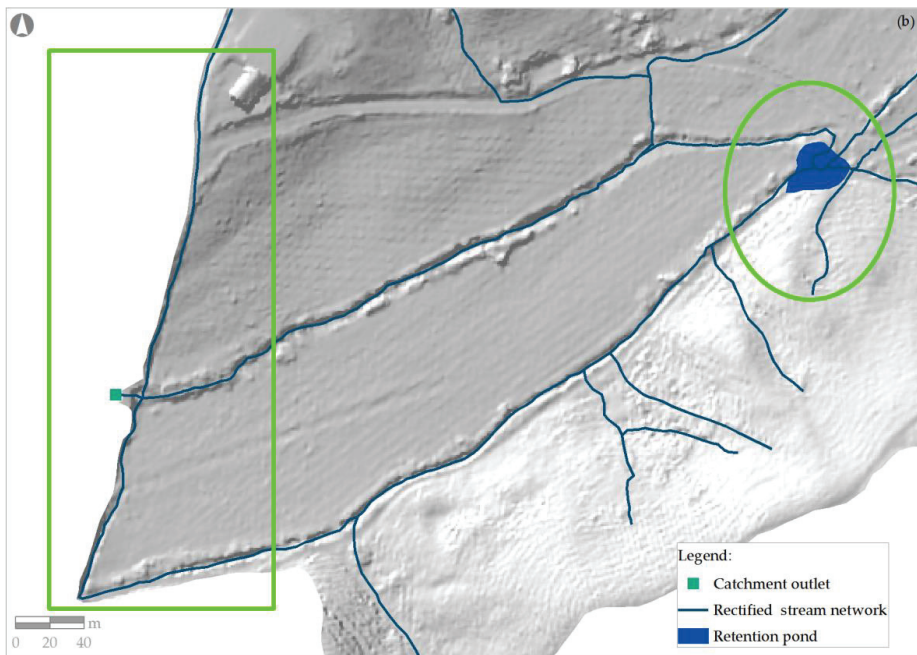 (b)
Legend:
Catchment outlet
Rectified stream network
Retention pond
m
0 20 40